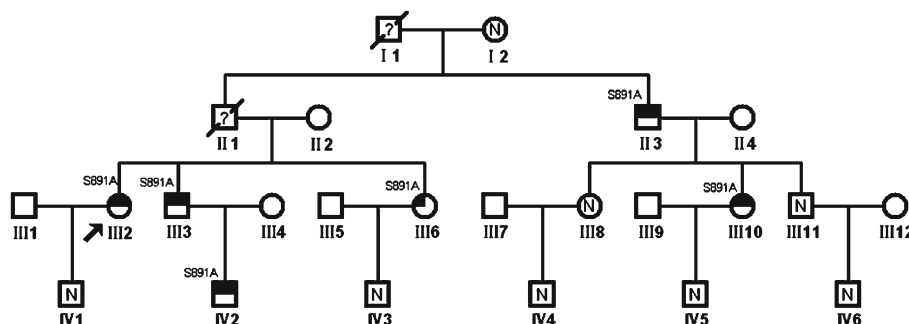 ? N
I 1 I 2
S891A
? 
II 1 II 2 II 3 II 4
S891A S891A S891A S891A
N N
III1 III2 III3 III4 III5 III6 III7 III8 III9 III10 III11 III12
S891A
N N N N N
IV1 IV2 IV3 IV4 IV5 IV6